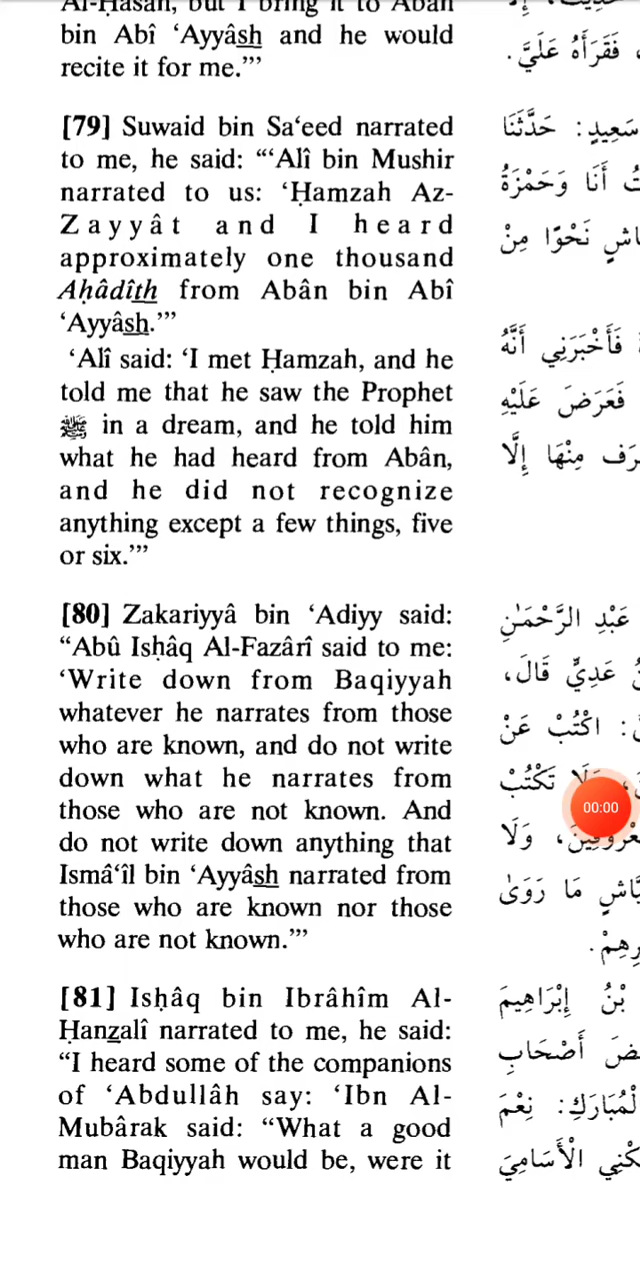 Al-Ḥasan, but I bring it to Abân
bin Abî ‘Ayyâsh and he would
recite it for me.”’
[79] Suwaid bin Sa‘eed narrated
to me, he said: “‘Alî bin Mushir
narrated to us: ‘Ḥamzah Az-
Zayyât and I heard
approximately one thousand
Aḥâdîth from Abân bin Abî
‘Ayyâsh.’”
‘Alî said: ‘I met Ḥamzah, and he
told me that he saw the Prophet
ﷺ in a dream, and he told him
what he had heard from Abân,
and he did not recognize
anything except a few things, five
or six.’”
[80] Zakariyyâ bin ‘Adiyy said:
“Abû Isḥâq Al-Fazârî said to me:
‘Write down from Baqiyyah
whatever he narrates from those
who are known, and do not write
down what he narrates from
those who are not known. And
do not write down anything that
Ismâ‘îl bin ‘Ayyâsh narrated from
those who are known nor those
who are not known.’”
[81] Isḥâq bin Ibrâhîm Al-
Ḥanẓalî narrated to me, he said:
“I heard some of the companions
of ‘Abdullâh say: ‘Ibn Al-
Mubârak said: “What a good
man Baqiyyah would be, were it
فَقَرَأَهُ عَلَيَّ.
سَعِيدٍ: حَدَّثَنَا
أَنَا وَحَمْزَةُ
نَحْوًا مِنْ
فَأَخْبَرَنِي أَنَّهُ
فَعَرَضَ عَلَيْهِ
مِنْهَا إِلَّا
عَبْدِ الرَّحْمَٰنِ
عَدِيٍّ قَالَ،
اكْتُبْ عَنْ
وَلَا تَكْتُبْ
وَلَا
مَا رَوَىٰ
بْنُ إِبْرَاهِيمَ
أَصْحَابِ
نِعْمَ
الْأَسَامِيَ
00:00